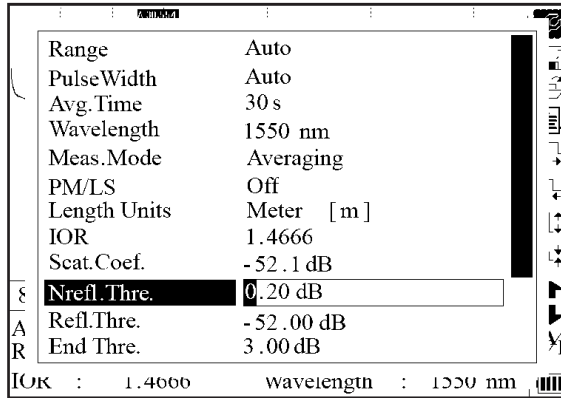 Range Auto
PulseWidth Auto
Avg.Time 30 s
Wavelength 1550 nm
Meas.Mode Averaging
PM/LS Off
Length Units Meter [ m ]
IOR 1.4666
Scat.Coef. -52.1 dB
Nrefl.Thre. 0.20 dB
Refl.Thre. -52.00 dB
End Thre. 3.00 dB
A
R
IOR : 1.4666 Wavelength : 1550 nm